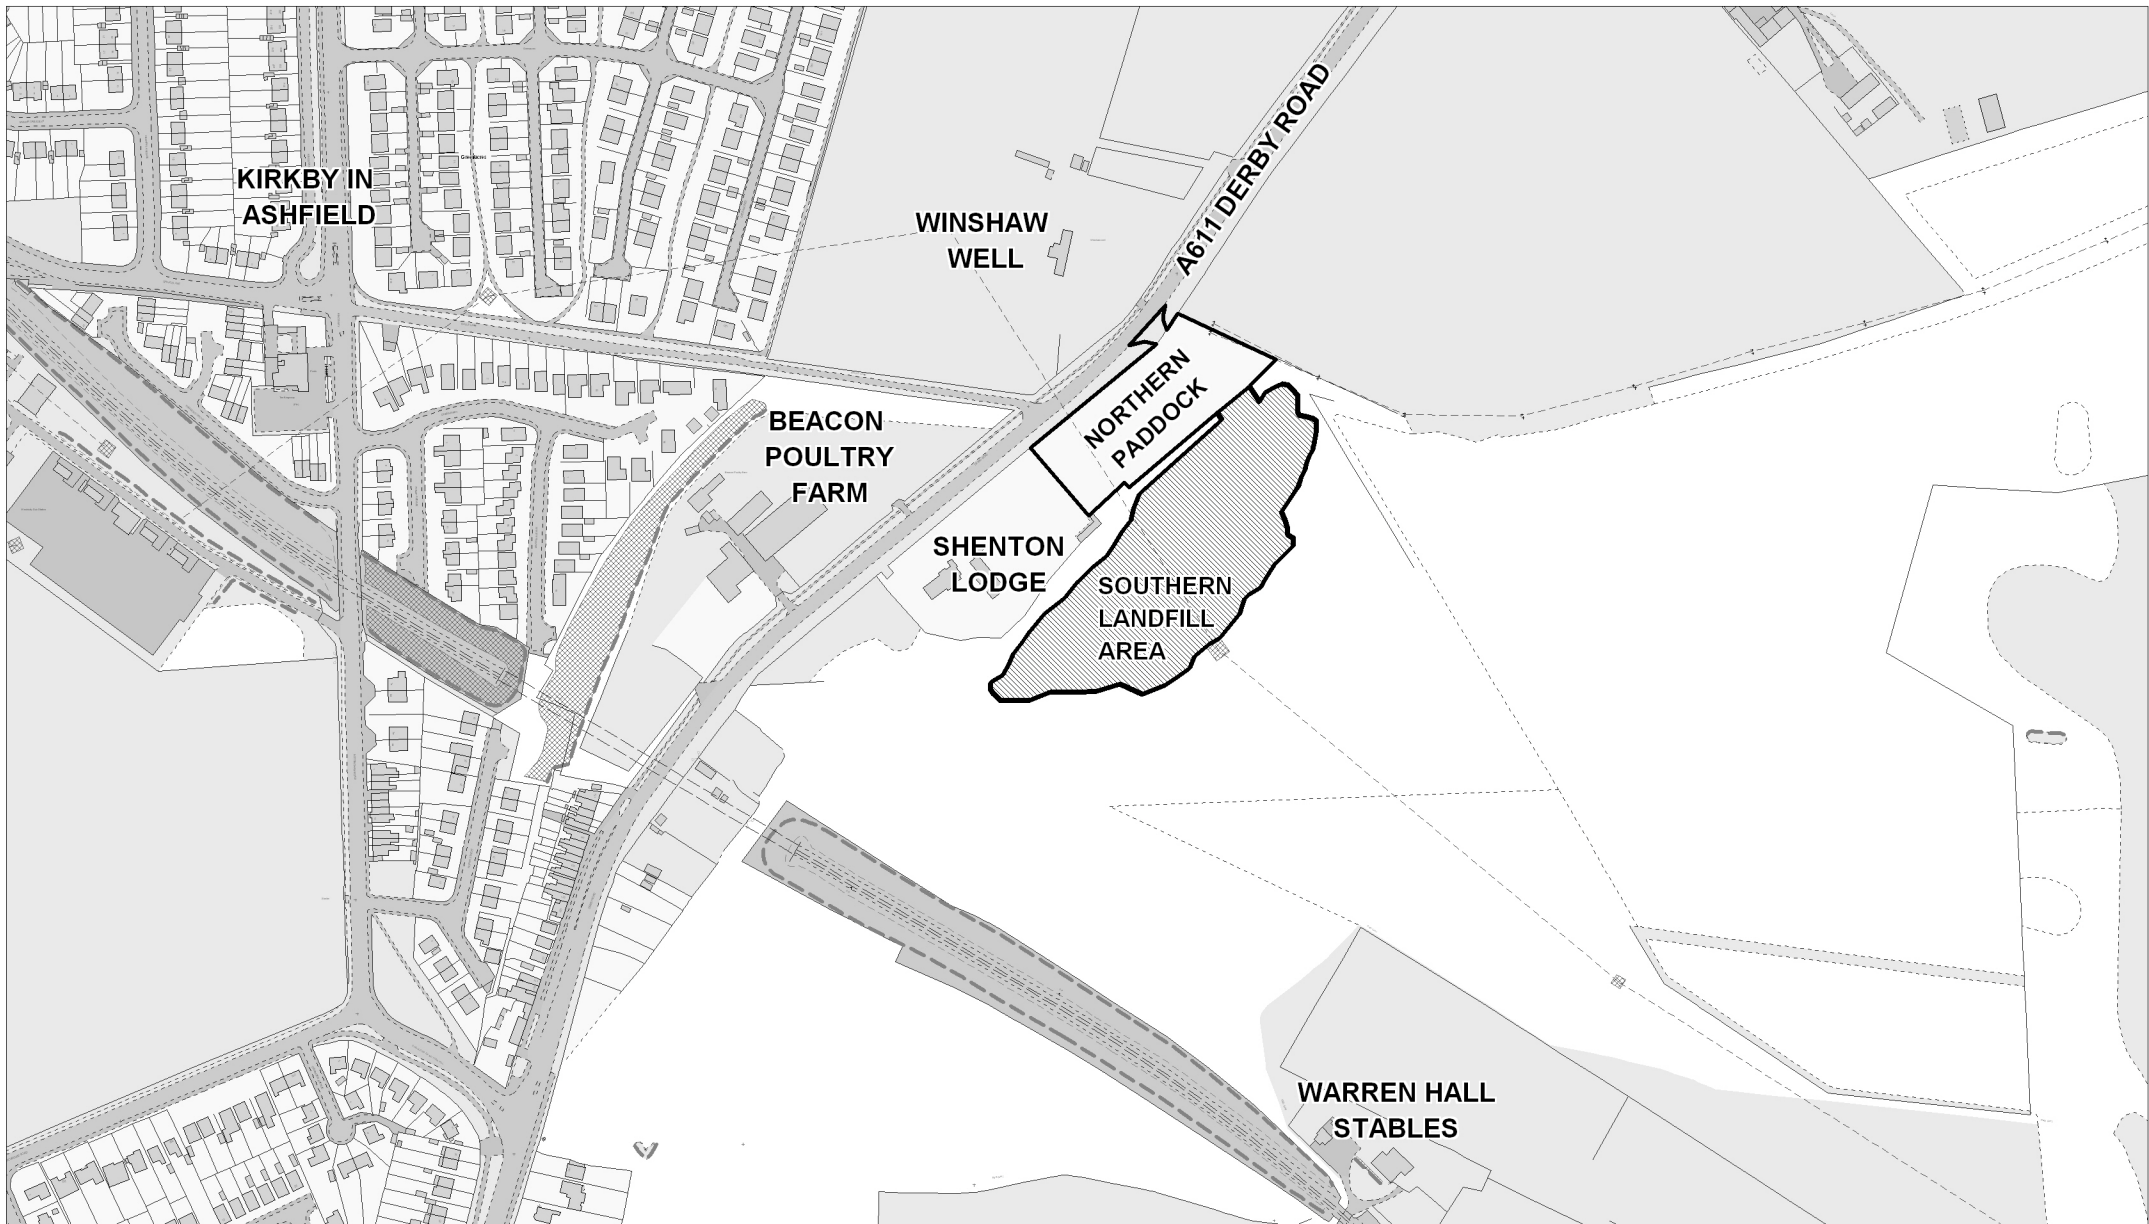 KIRKBY IN
ASHFIELD
WINSHAW
WELL
A611 DERBY ROAD
NORTHERN
PADDOCK
BEACON
POULTRY
FARM
SHENTON
LODGE
SOUTHERN
LANDFILL
AREA
WARREN HALL
STABLES